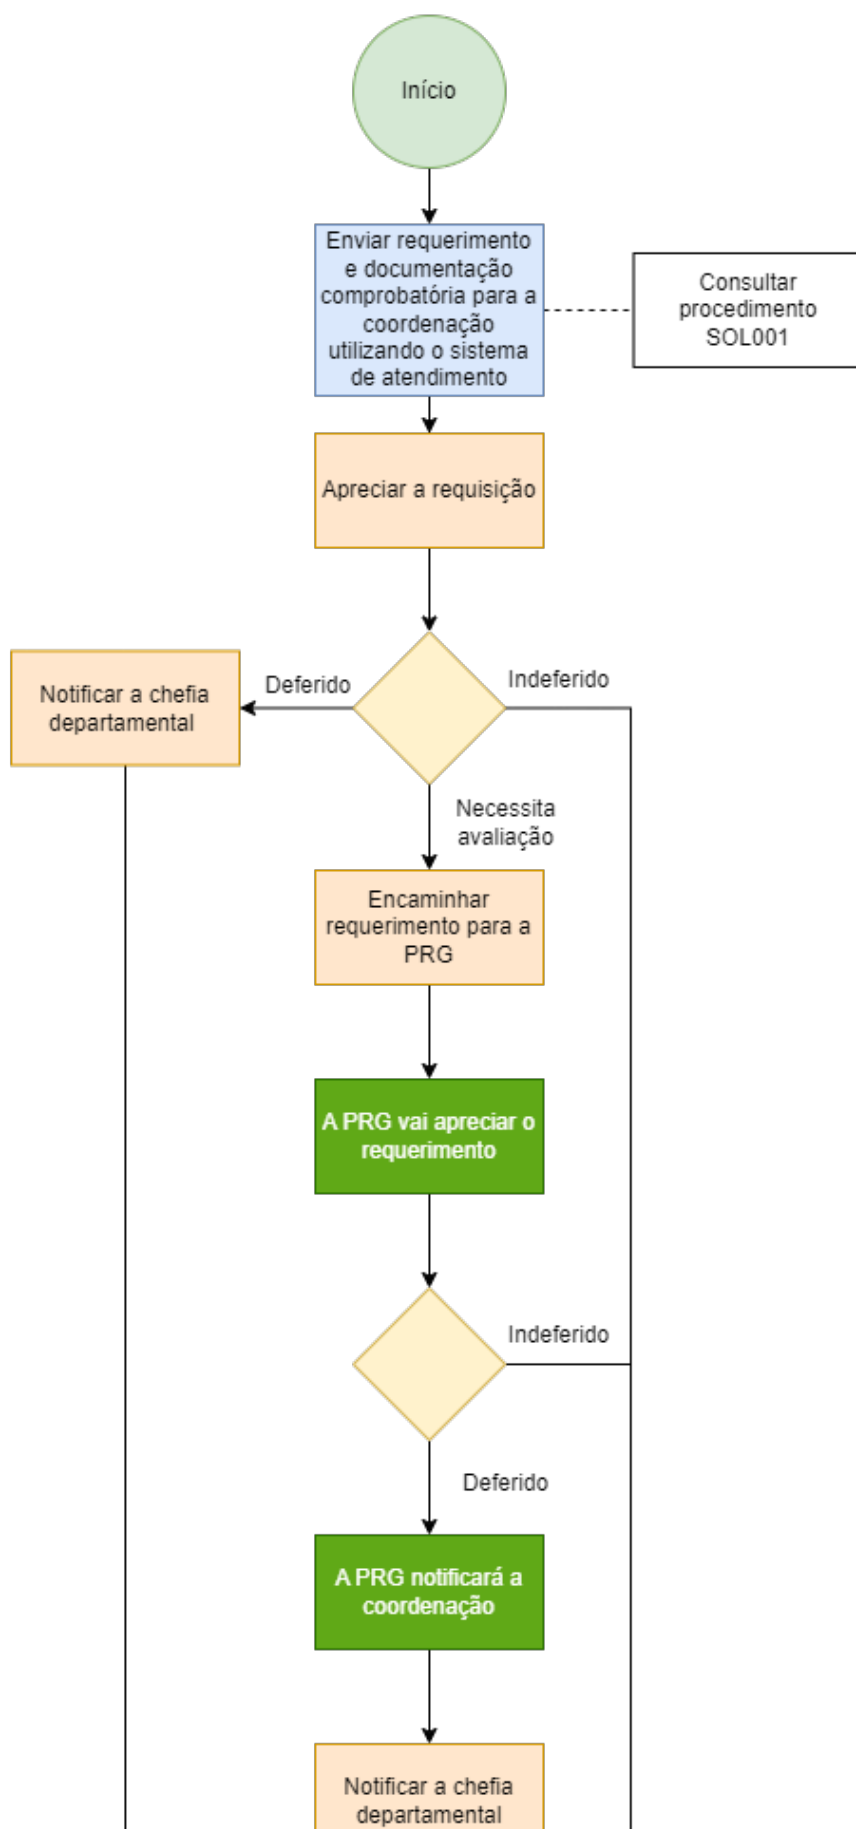 Início
Enviar requerimento
e documentação
comprobatória para a
coordenação
utilizando o sistema
de atendimento
Consultar
procedimento
SOL001
Apreciar a requisição
Notificar a chefia
departamental
Deferido
Indeferido
Necessita
avaliação
Encaminhar
requerimento para a
PRG
A PRG vai apreciar o
requerimento
Indeferido
Deferido
A PRG notificará a
coordenação
Notificar a chefia
departamental